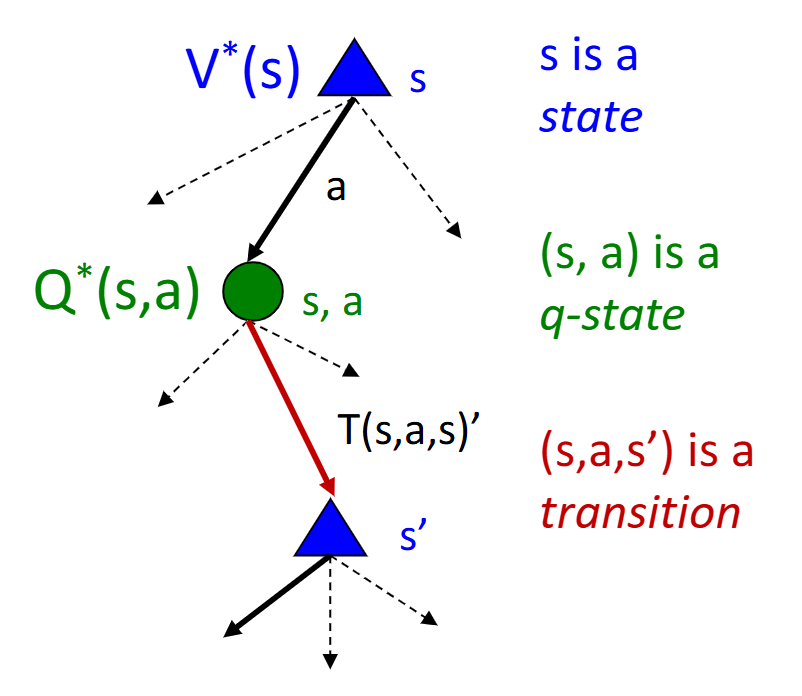 V*(s)
s
s is a
state
a
Q*(s,a)
s, a
(s, a) is a
q-state
T(s,a,s)’
(s,a,s’) is a
transition
s’